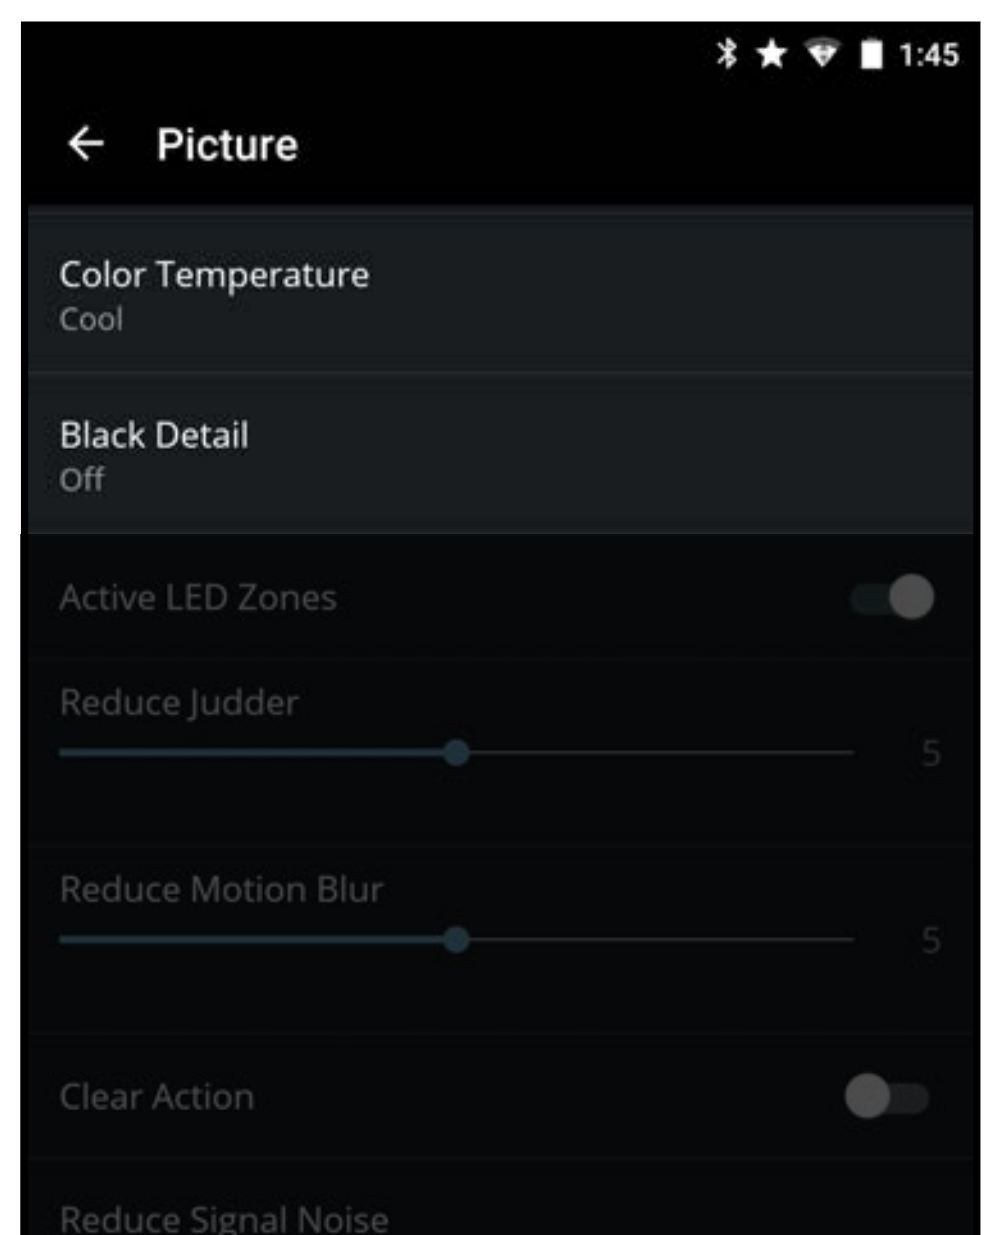 1:45
Picture
Color Temperature
Cool
Black Detail
Off
Active LED Zones
Reduce Judder
5
Reduce Motion Blur
5
Clear Action
Reduce Signal Noise